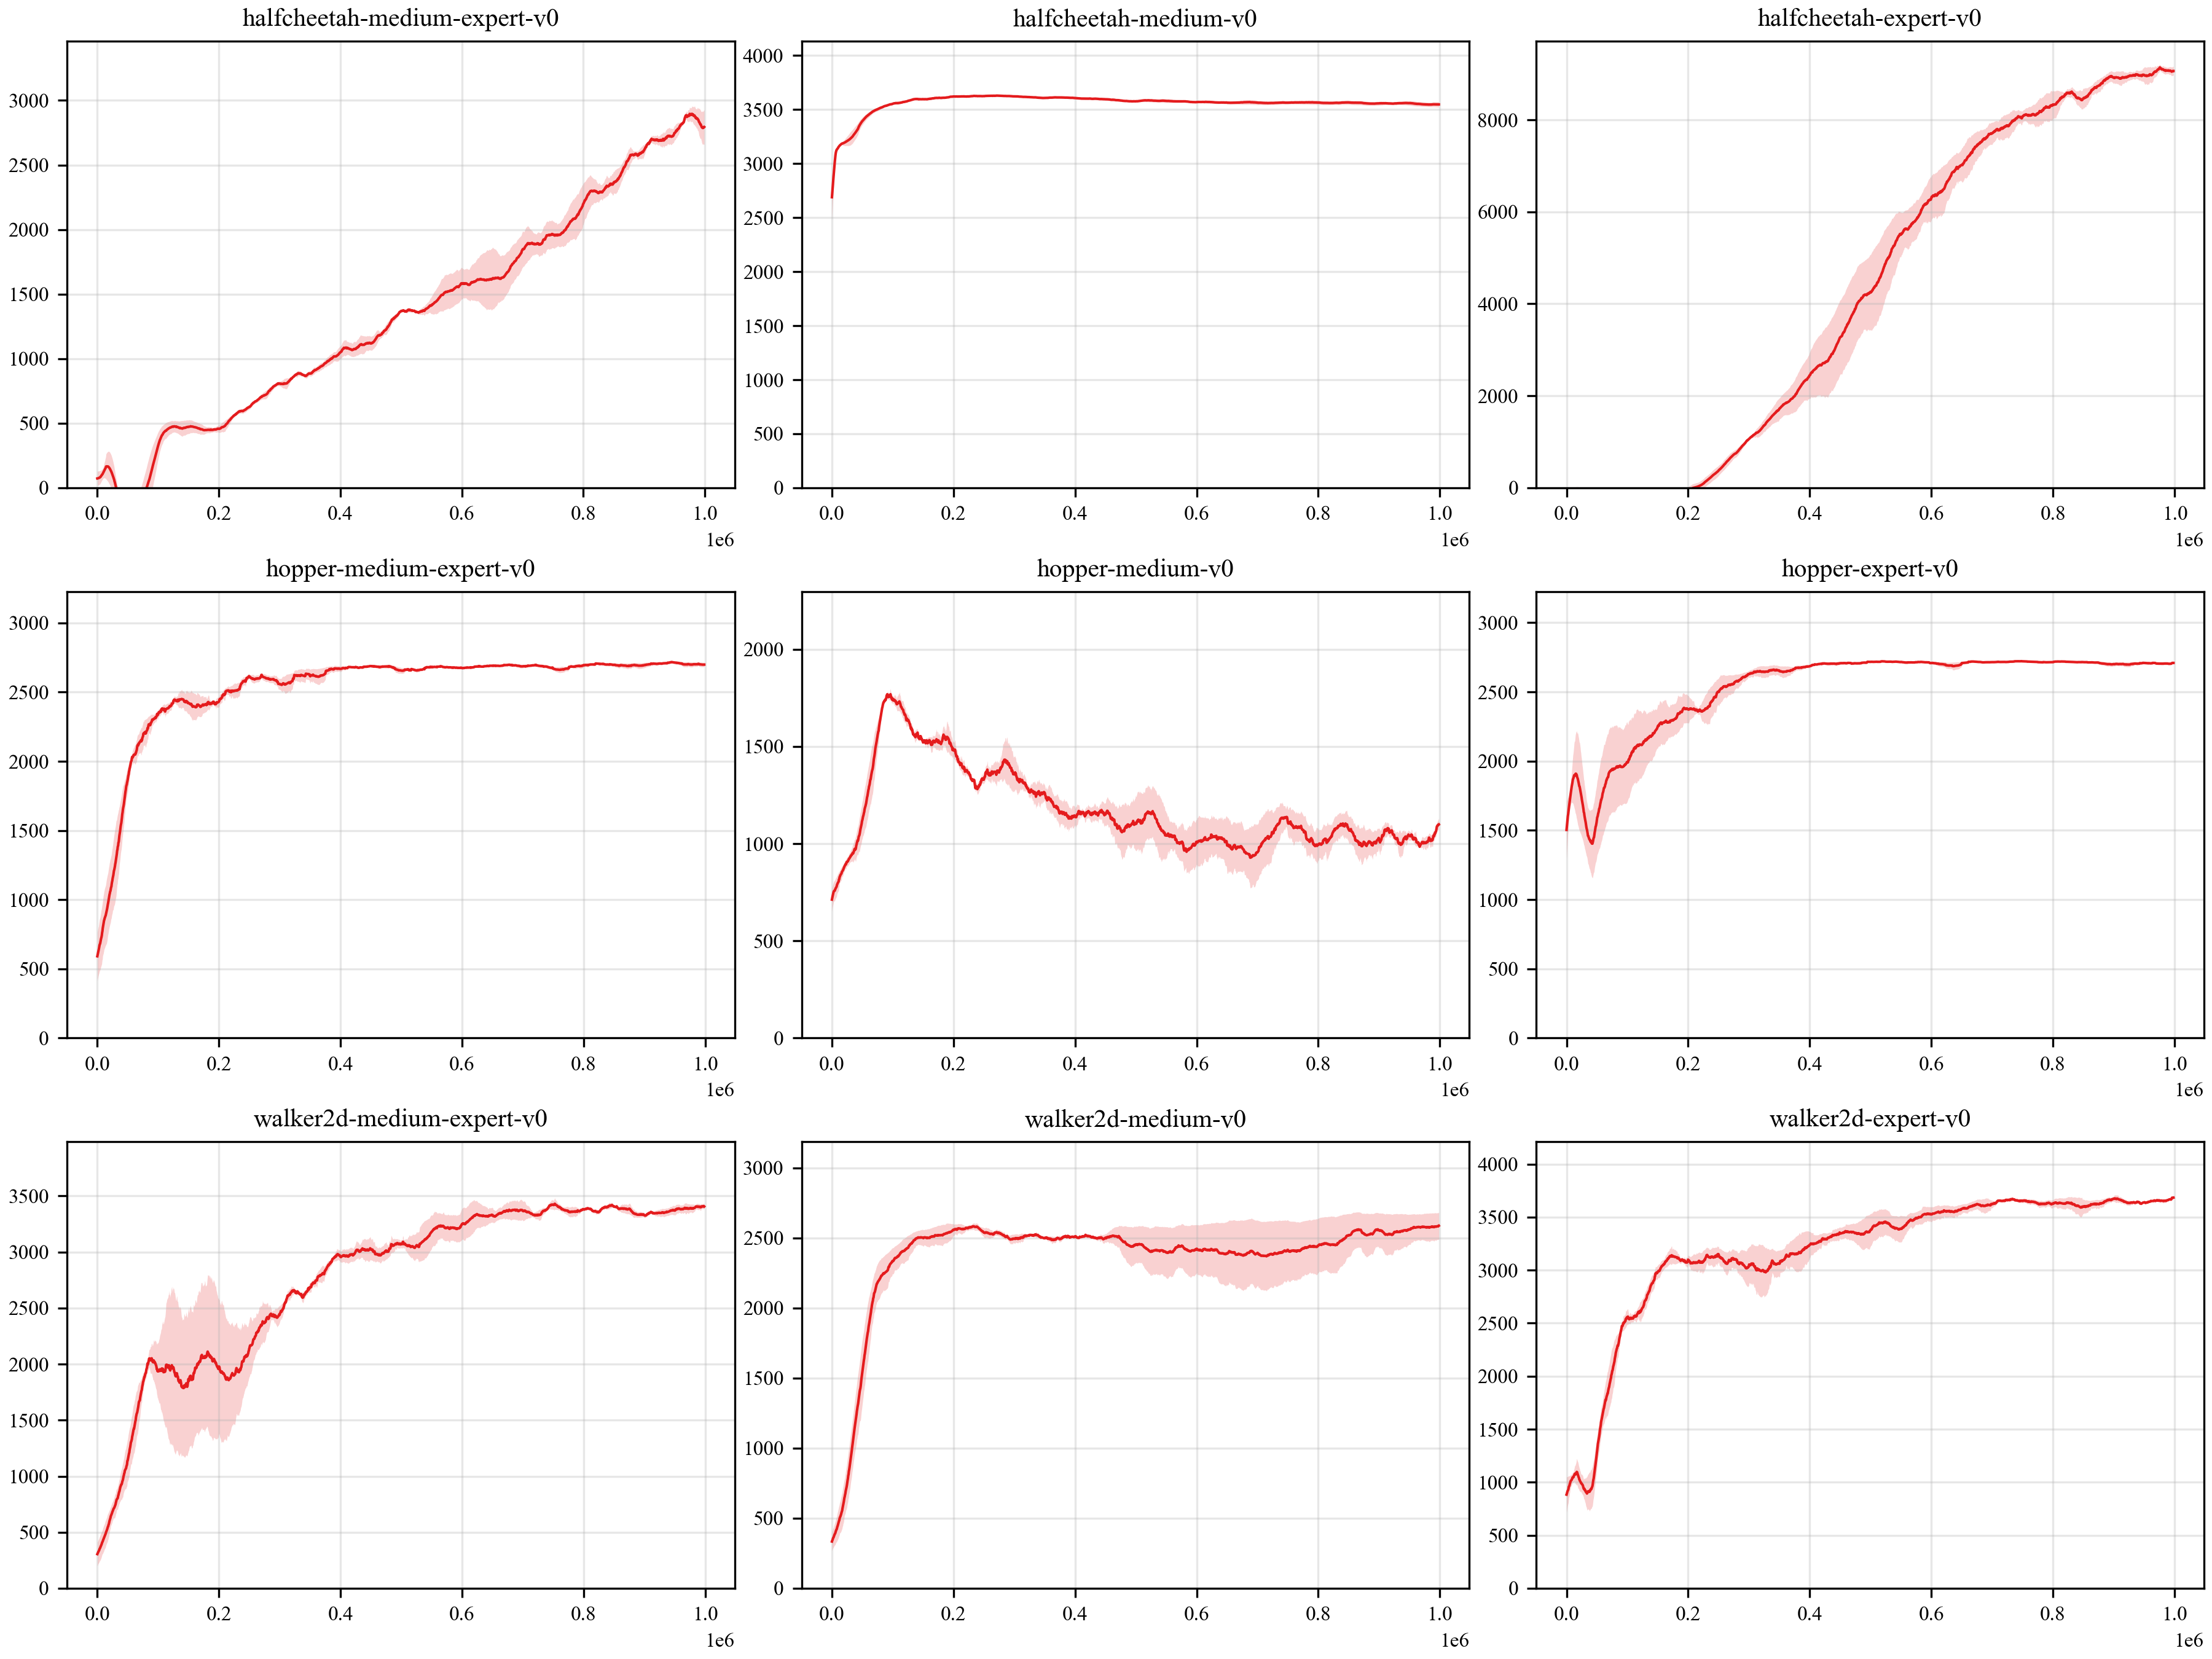 halfcheetah-medium-expert-v0
halfcheetah-medium-v0
halfcheetah-expert-v0
3000
2500
2000
1500
1000
500
0
0.0 0.2 0.4 0.6 0.8 1.0
1e6
4000
3500
3000
2500
2000
1500
1000
500
0
0.0 0.2 0.4 0.6 0.8 1.0
1e6
8000
6000
4000
2000
0
0.0 0.2 0.4 0.6 0.8 1.0
1e6
hopper-medium-expert-v0
hopper-medium-v0
hopper-expert-v0
3000
2500
2000
1500
1000
500
0
0.0 0.2 0.4 0.6 0.8 1.0
1e6
2000
1500
1000
500
0
0.0 0.2 0.4 0.6 0.8 1.0
1e6
3000
2500
2000
1500
1000
500
0
0.0 0.2 0.4 0.6 0.8 1.0
1e6
walker2d-medium-expert-v0
walker2d-medium-v0
walker2d-expert-v0
3500
3000
2500
2000
1500
1000
500
0
0.0 0.2 0.4 0.6 0.8 1.0
1e6
3000
2500
2000
1500
1000
500
0
0.0 0.2 0.4 0.6 0.8 1.0
1e6
4000
3500
3000
2500
2000
1500
1000
500
0
0.0 0.2 0.4 0.6 0.8 1.0
1e6